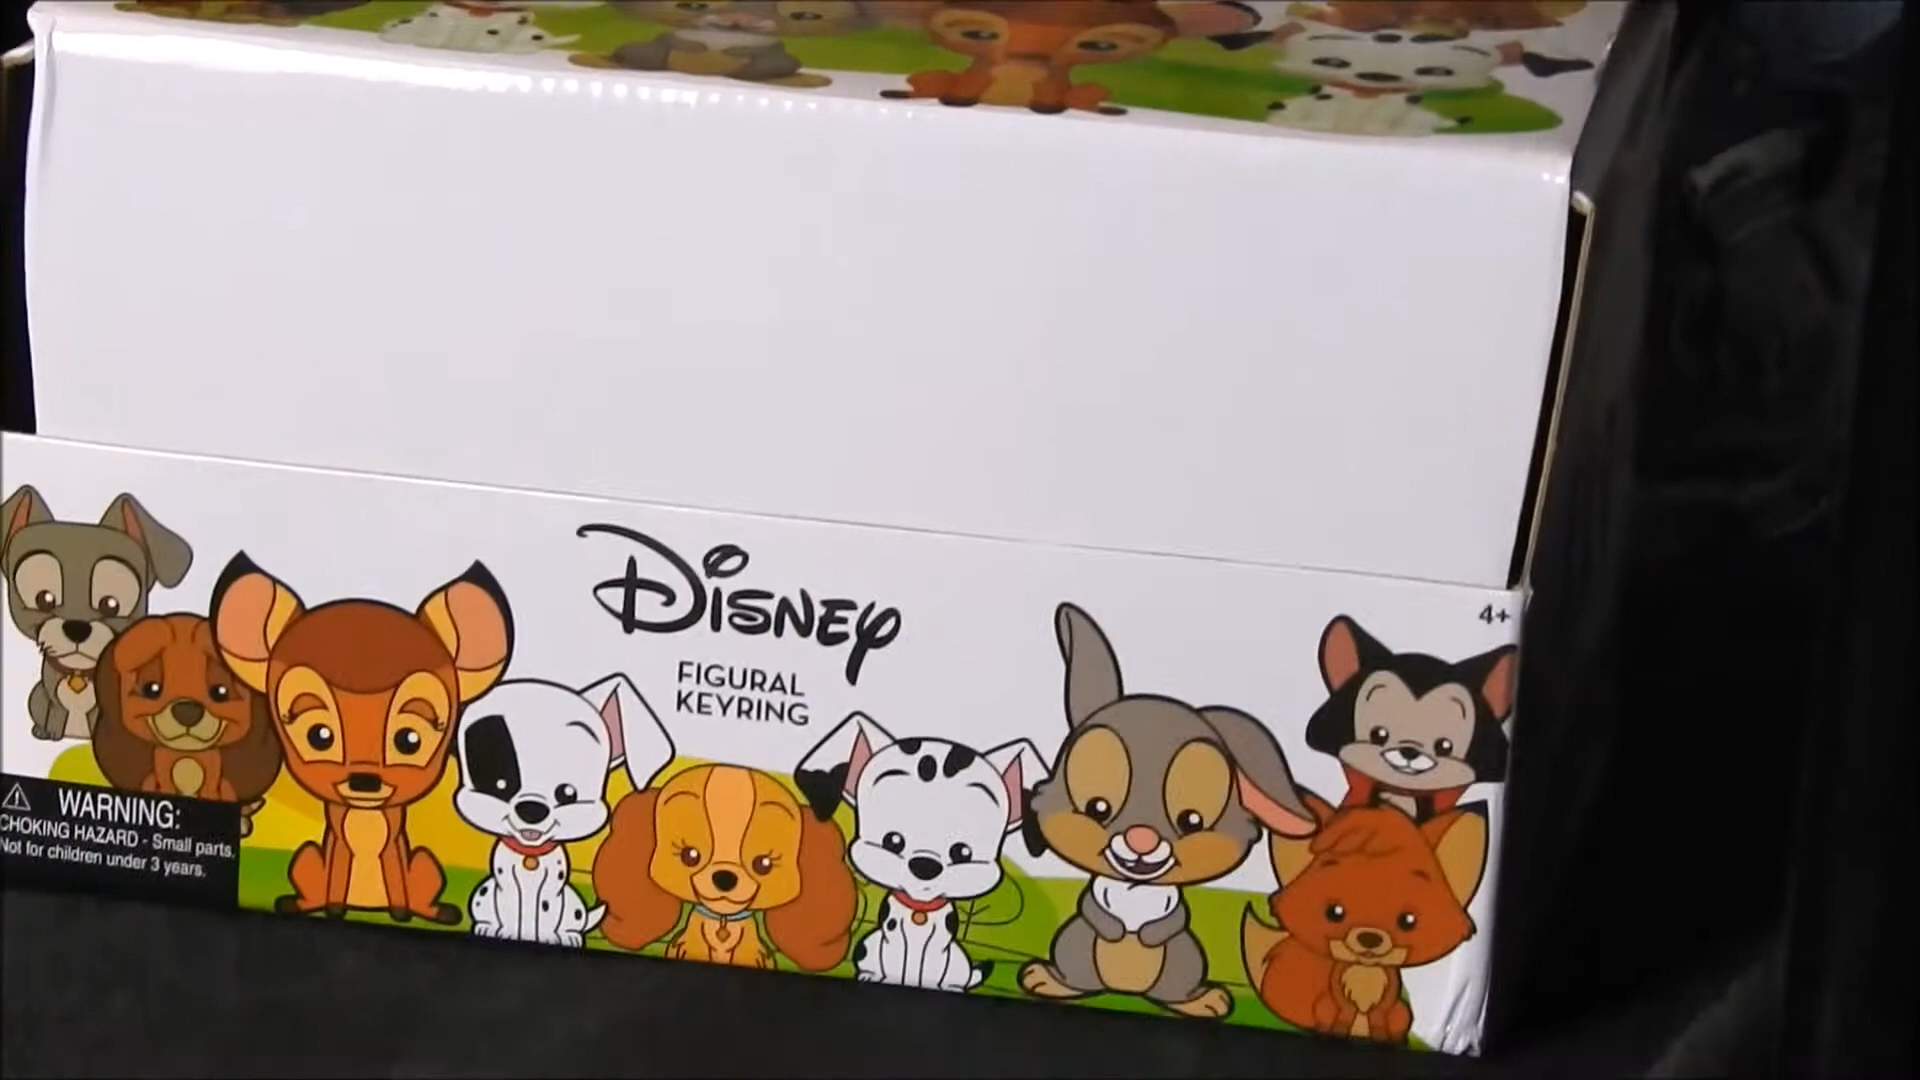 Disney
FIGURAL
KEYRING
4+
WARNING:
CHOKING HAZARD - Small parts.
Not for children under 3 years.